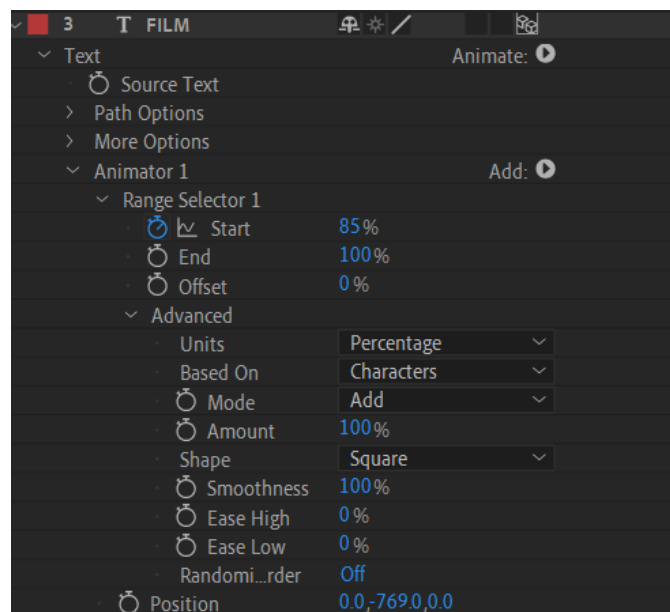 3 T FILM
Text Animate:
Source Text
Path Options
More Options
Animator 1 Add:
Range Selector 1
Start 85%
End 100%
Offset 0%
Advanced
Units Percentage
Based On Characters
Mode Add
Amount 100%
Shape Square
Smoothness 100%
Ease High 0%
Ease Low 0%
Randomi...rder Off
Position 0.0,-769.0,0.0